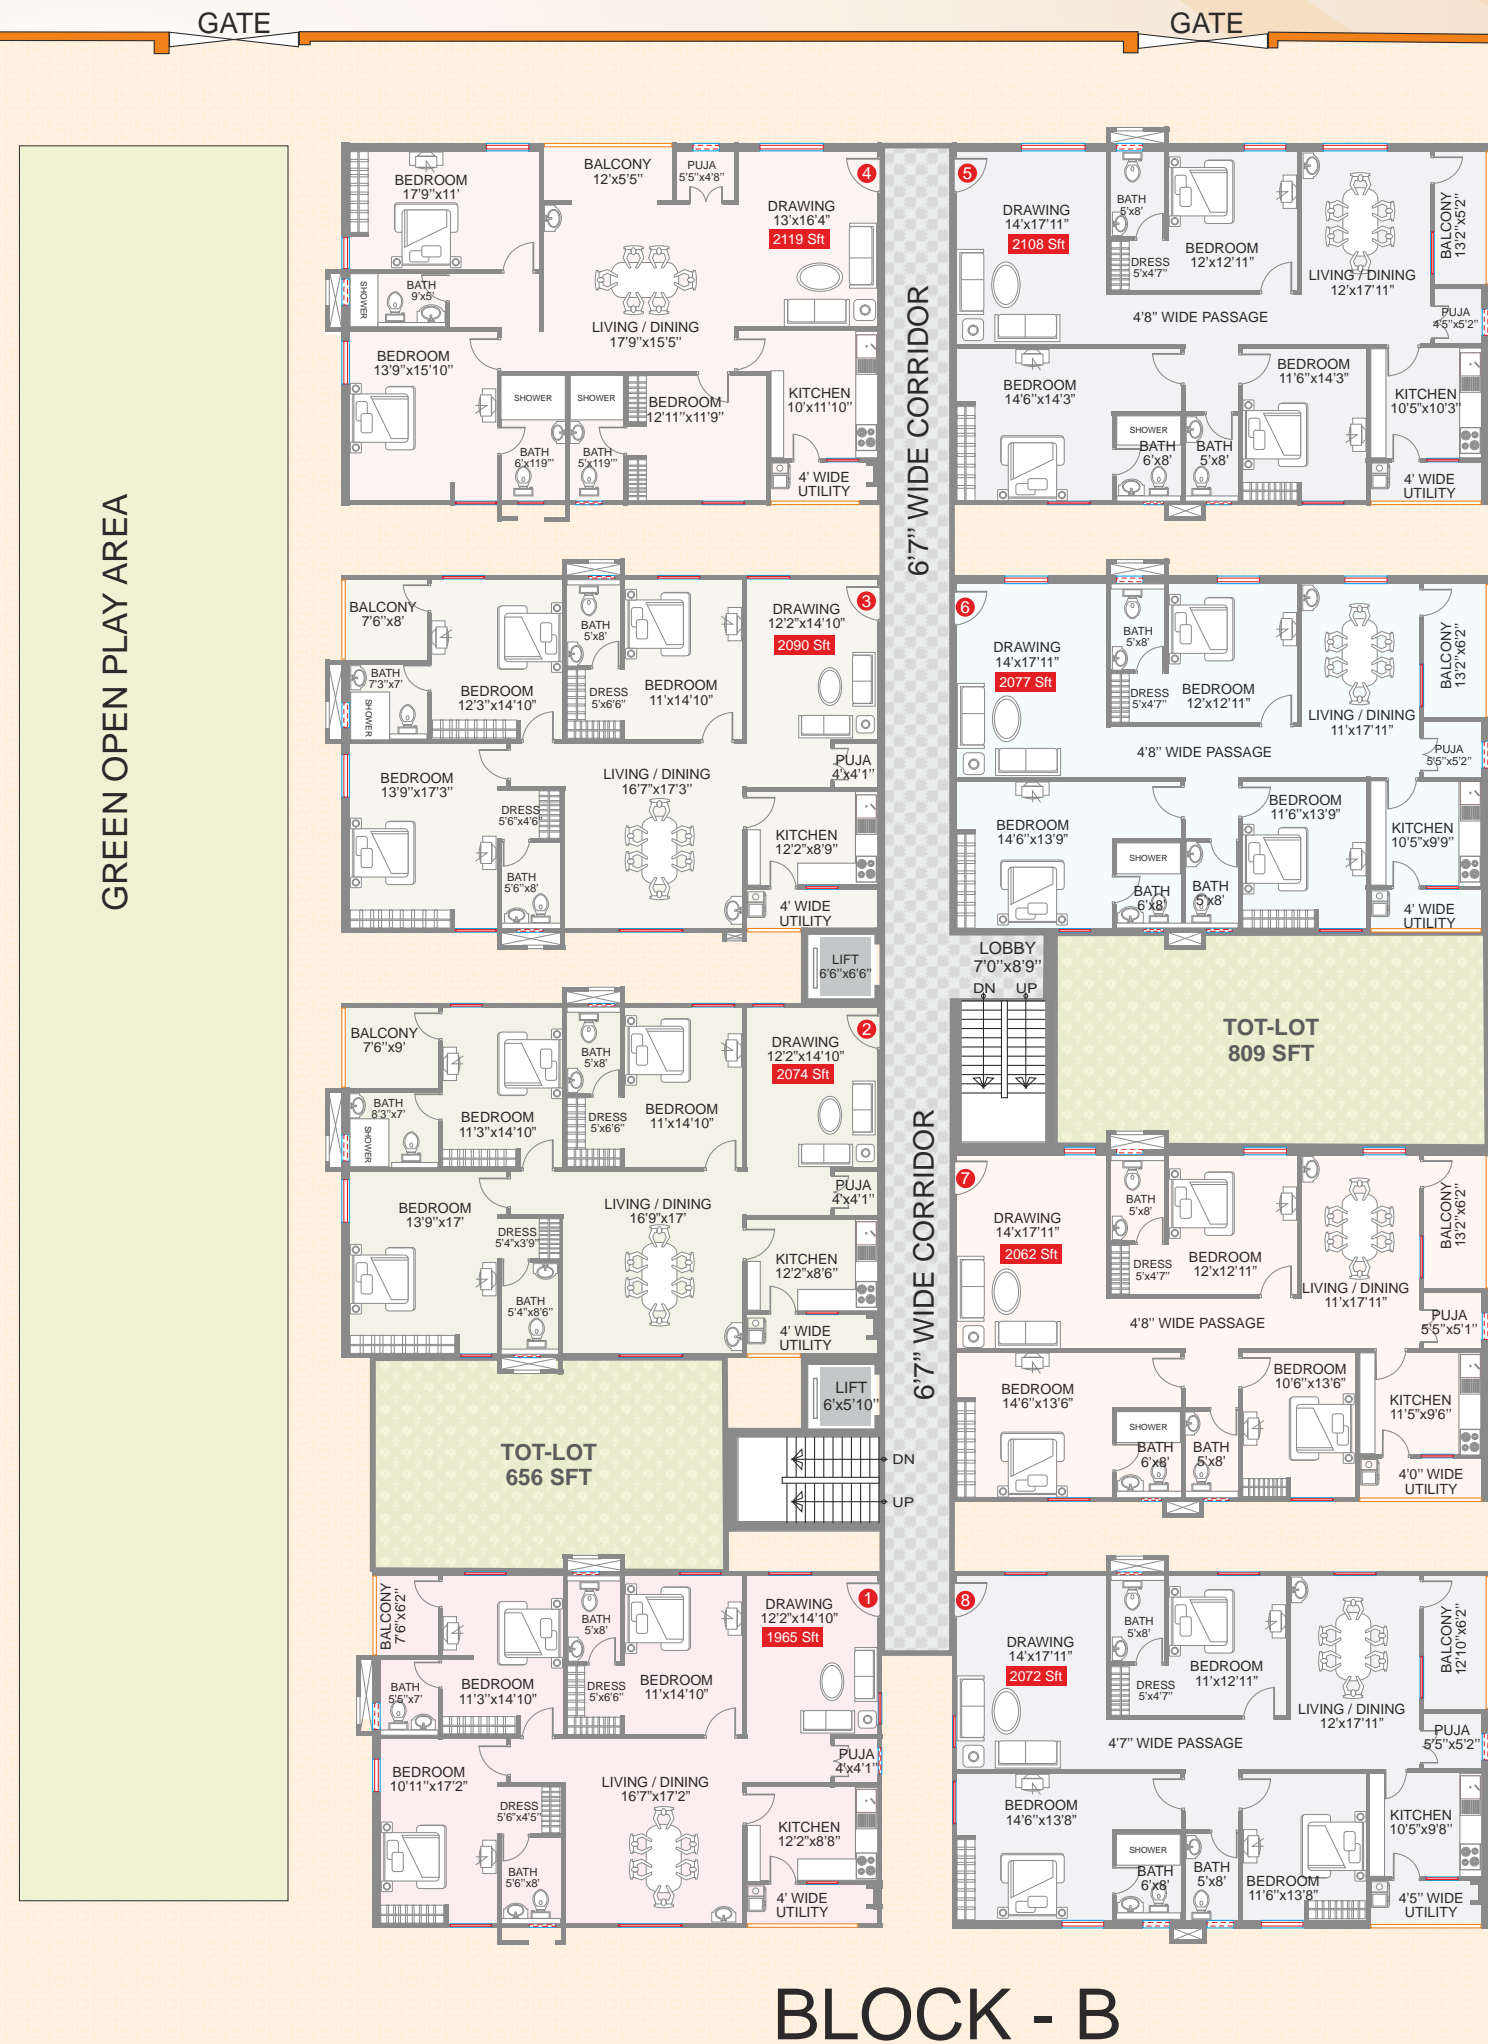 GATE
GATE
GREEN OPEN PLAY AREA
BEDROOM
17'9"x11'
BALCONY
12'x5'5"
PUJA
5'5"x4'8"
4
DRAWING
13'x16'4"
2119 Sft
SHOWER
BATH
9'x5'
LIVING / DINING
17'9"x15'5"
BEDROOM
13'9"x15'10"
SHOWER
SHOWER
BEDROOM
12'11"x11'9"
KITCHEN
10'x11'10"
BATH
6'x119"'
BATH
5'x119"'
4' WIDE
UTILITY
6'7" WIDE CORRIDOR
5
DRAWING
14'x17'11"
2108 Sft
BATH
5'x8'
DRESS
5'x4'7"
BEDROOM
12'x12'11"
LIVING / DINING
12'x17'11"
BALCONY
13'2"x5'2"
4'8" WIDE PASSAGE
PUJA
4'5"x5'2"
BEDROOM
14'6"x14'3"
BEDROOM
11'6"x14'3"
KITCHEN
10'5"x10'3"
SHOWER
BATH
6'x8'
BATH
5'x8'
4' WIDE
UTILITY
BALCONY
7'6"x8'
BATH
7'3"x7'
SHOWER
BEDROOM
12'3"x14'10"
BATH
5'x8'
DRESS
5'x6'6"
BEDROOM
11'x14'10"
3
DRAWING
12'2"x14'10"
2090 Sft
BEDROOM
13'9"x17'3"
DRESS
5'6"x4'6"
LIVING / DINING
16'7"x17'3"
PUJA
4'x4'1"
KITCHEN
12'2"x8'9"
BATH
5'6"x8'
4' WIDE
UTILITY
LIFT
6'6"x6'6"
6
DRAWING
14'x17'11"
2077 Sft
BATH
5'x8'
DRESS
5'x4'7"
BEDROOM
12'x12'11"
LIVING / DINING
11'x17'11"
BALCONY
13'2"x6'2"
4'8" WIDE PASSAGE
PUJA
5'5"x5'2"
BEDROOM
14'6"x13'9"
BEDROOM
11'6"x13'9"
KITCHEN
10'5"x9'9"
SHOWER
BATH
6'x8'
BATH
5'x8'
4' WIDE
UTILITY
LOBBY
7'0"x8'9"
DN UP
TOT-LOT
809 SFT
BALCONY
7'6"x9'
BATH
8'3"x7'
SHOWER
BEDROOM
11'3"x14'10"
BATH
5'x8'
DRESS
5'x6'6"
BEDROOM
11'x14'10"
2
DRAWING
12'2"x14'10"
2074 Sft
BEDROOM
13'9"x17'
DRESS
5'4"x3'9"
LIVING / DINING
16'9"x17'
PUJA
4'x4'1"
KITCHEN
12'2"x8'6"
BATH
5'4"x8'6"
4' WIDE
UTILITY
6'7" WIDE CORRIDOR
7
DRAWING
14'x17'11"
2062 Sft
BATH
5'x8'
DRESS
5'x4'7"
BEDROOM
12'x12'11"
LIVING / DINING
11'x17'11"
BALCONY
13'2"x6'2"
4'8" WIDE PASSAGE
PUJA
5'5"x5'1"
BEDROOM
14'6"x13'6"
BEDROOM
10'6"x13'6"
KITCHEN
11'5"x9'6"
SHOWER
BATH
6'x8'
BATH
5'x8'
4'0" WIDE
UTILITY
TOT-LOT
656 SFT
LIFT
6'x5'10"
DN
UP
BALCONY
7'6"x6'2"
BATH
5'5"x7'
BEDROOM
11'3"x14'10"
BATH
5'x8'
DRESS
5'x6'6"
BEDROOM
11'x14'10"
1
DRAWING
12'2"x14'10"
1965 Sft
BEDROOM
10'11"x17'2"
DRESS
5'6"x4'5"
LIVING / DINING
16'7"x17'2"
PUJA
4'x4'1"
KITCHEN
12'2"x8'8"
BATH
5'6"x8'
4' WIDE
UTILITY
8
DRAWING
14'x17'11"
2072 Sft
BATH
5'x8'
DRESS
5'x4'7"
BEDROOM
11'x12'11"
LIVING / DINING
12'x17'11"
BALCONY
12'10"x6'2"
4'7" WIDE PASSAGE
PUJA
5'5"x5'2"
BEDROOM
14'6"x13'8"
BEDROOM
11'6"x13'8"
KITCHEN
10'5"x9'8"
SHOWER
BATH
6'x8'
BATH
5'x8'
4'5" WIDE
UTILITY
BLOCK - B